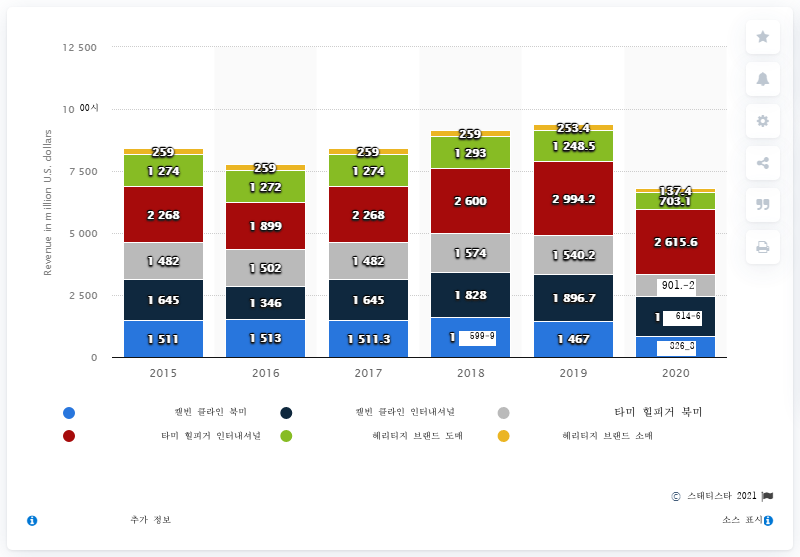 12 500
10 00시
7 500
5 000
2 500
0
Revenue in million U.S. dollars
259 259 259 259 253.4 137.4
1 274 1 272 1 274 1 293 1 248.5 703.1
2 268 1 899 2 268 2 600 2 994.2 2 615.6
1 482 1 502 1 482 1 574 1 540.2 901.-2
1 645 1 346 1 645 1 828 1 896.7 1 614-6
1 511 1 513 1 511.3 1 599-9 1 467 826_8
2015 2016 2017 2018 2019 2020
캘빈 클라인 북미 캘빈 클라인 인터내셔널 타미 힐피거 북미
타미 힐피거 인터내셔널 헤리티지 브랜드 도매 헤리티지 브랜드 소매
© 스태티스타 2021
추가 정보 소스 표시